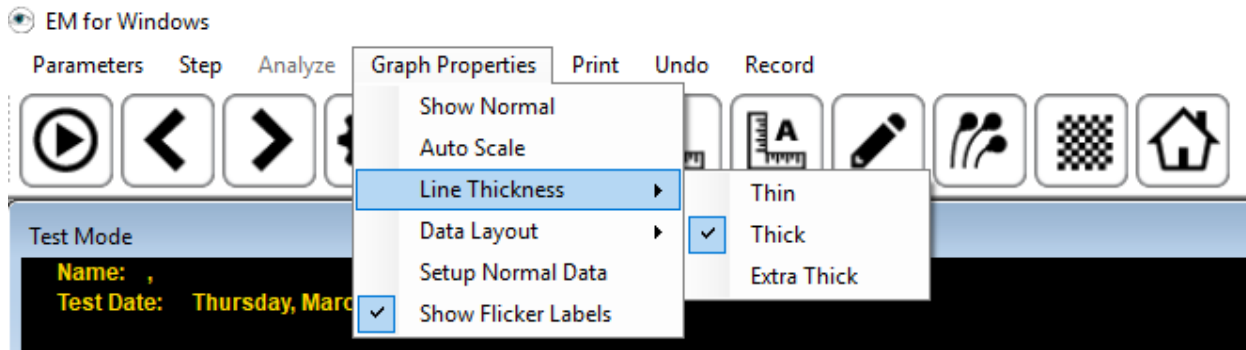 EM for Windows
Parameters Step Analyze Graph Properties Print Undo Record
Show Normal
Auto Scale
A
Line Thickness
Thin
Data Layout
Thick
Setup Normal Data
Extra Thick
Show Flicker Labels
Test Mode
Name: ,
Test Date: Thursday,